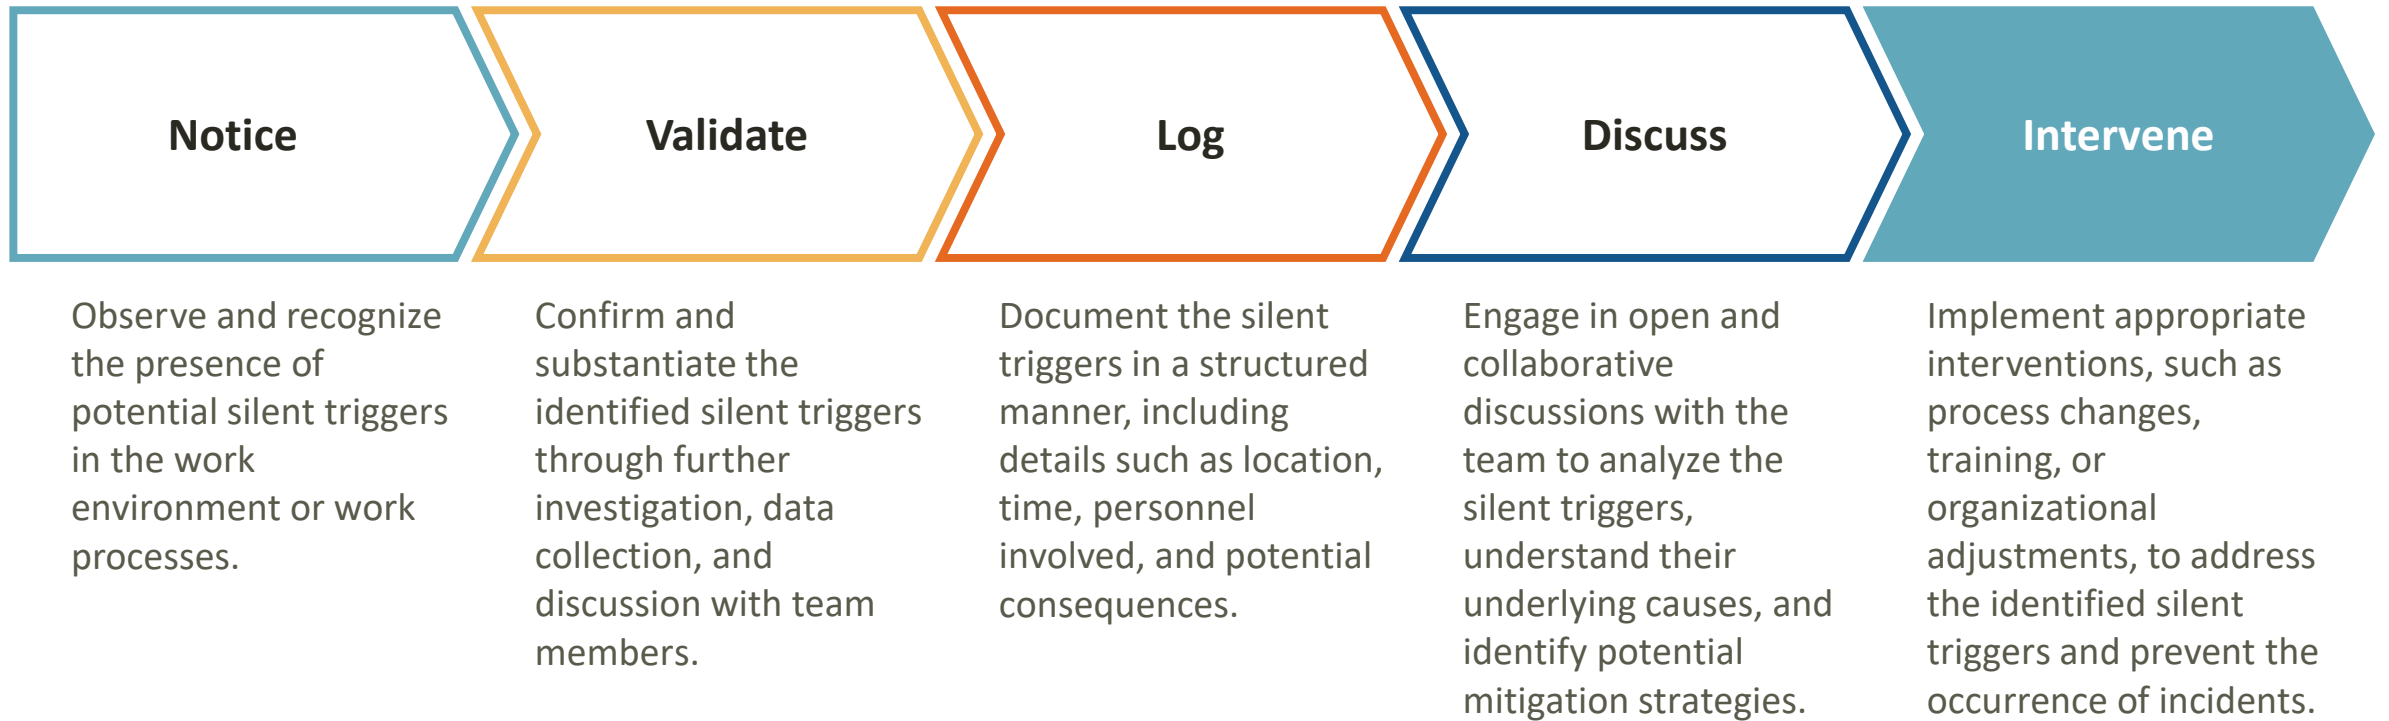 Notice
Validate
Log
Discuss
Intervene
Observe and recognize
the presence of
potential silent triggers
in the work
environment or work
processes.
Confirm and
substantiate the
identified silent triggers
through further
investigation, data
collection, and
discussion with team
members.
Document the silent
triggers in a structured
manner, including
details such as location,
time, personnel
involved, and potential
consequences.
Engage in open and
collaborative
discussions with the
team to analyze the
silent triggers,
understand their
underlying causes, and
identify potential
mitigation strategies.
Implement appropriate
interventions, such as
process changes,
training, or
organizational
adjustments, to address
the identified silent
triggers and prevent the
occurrence of incidents.